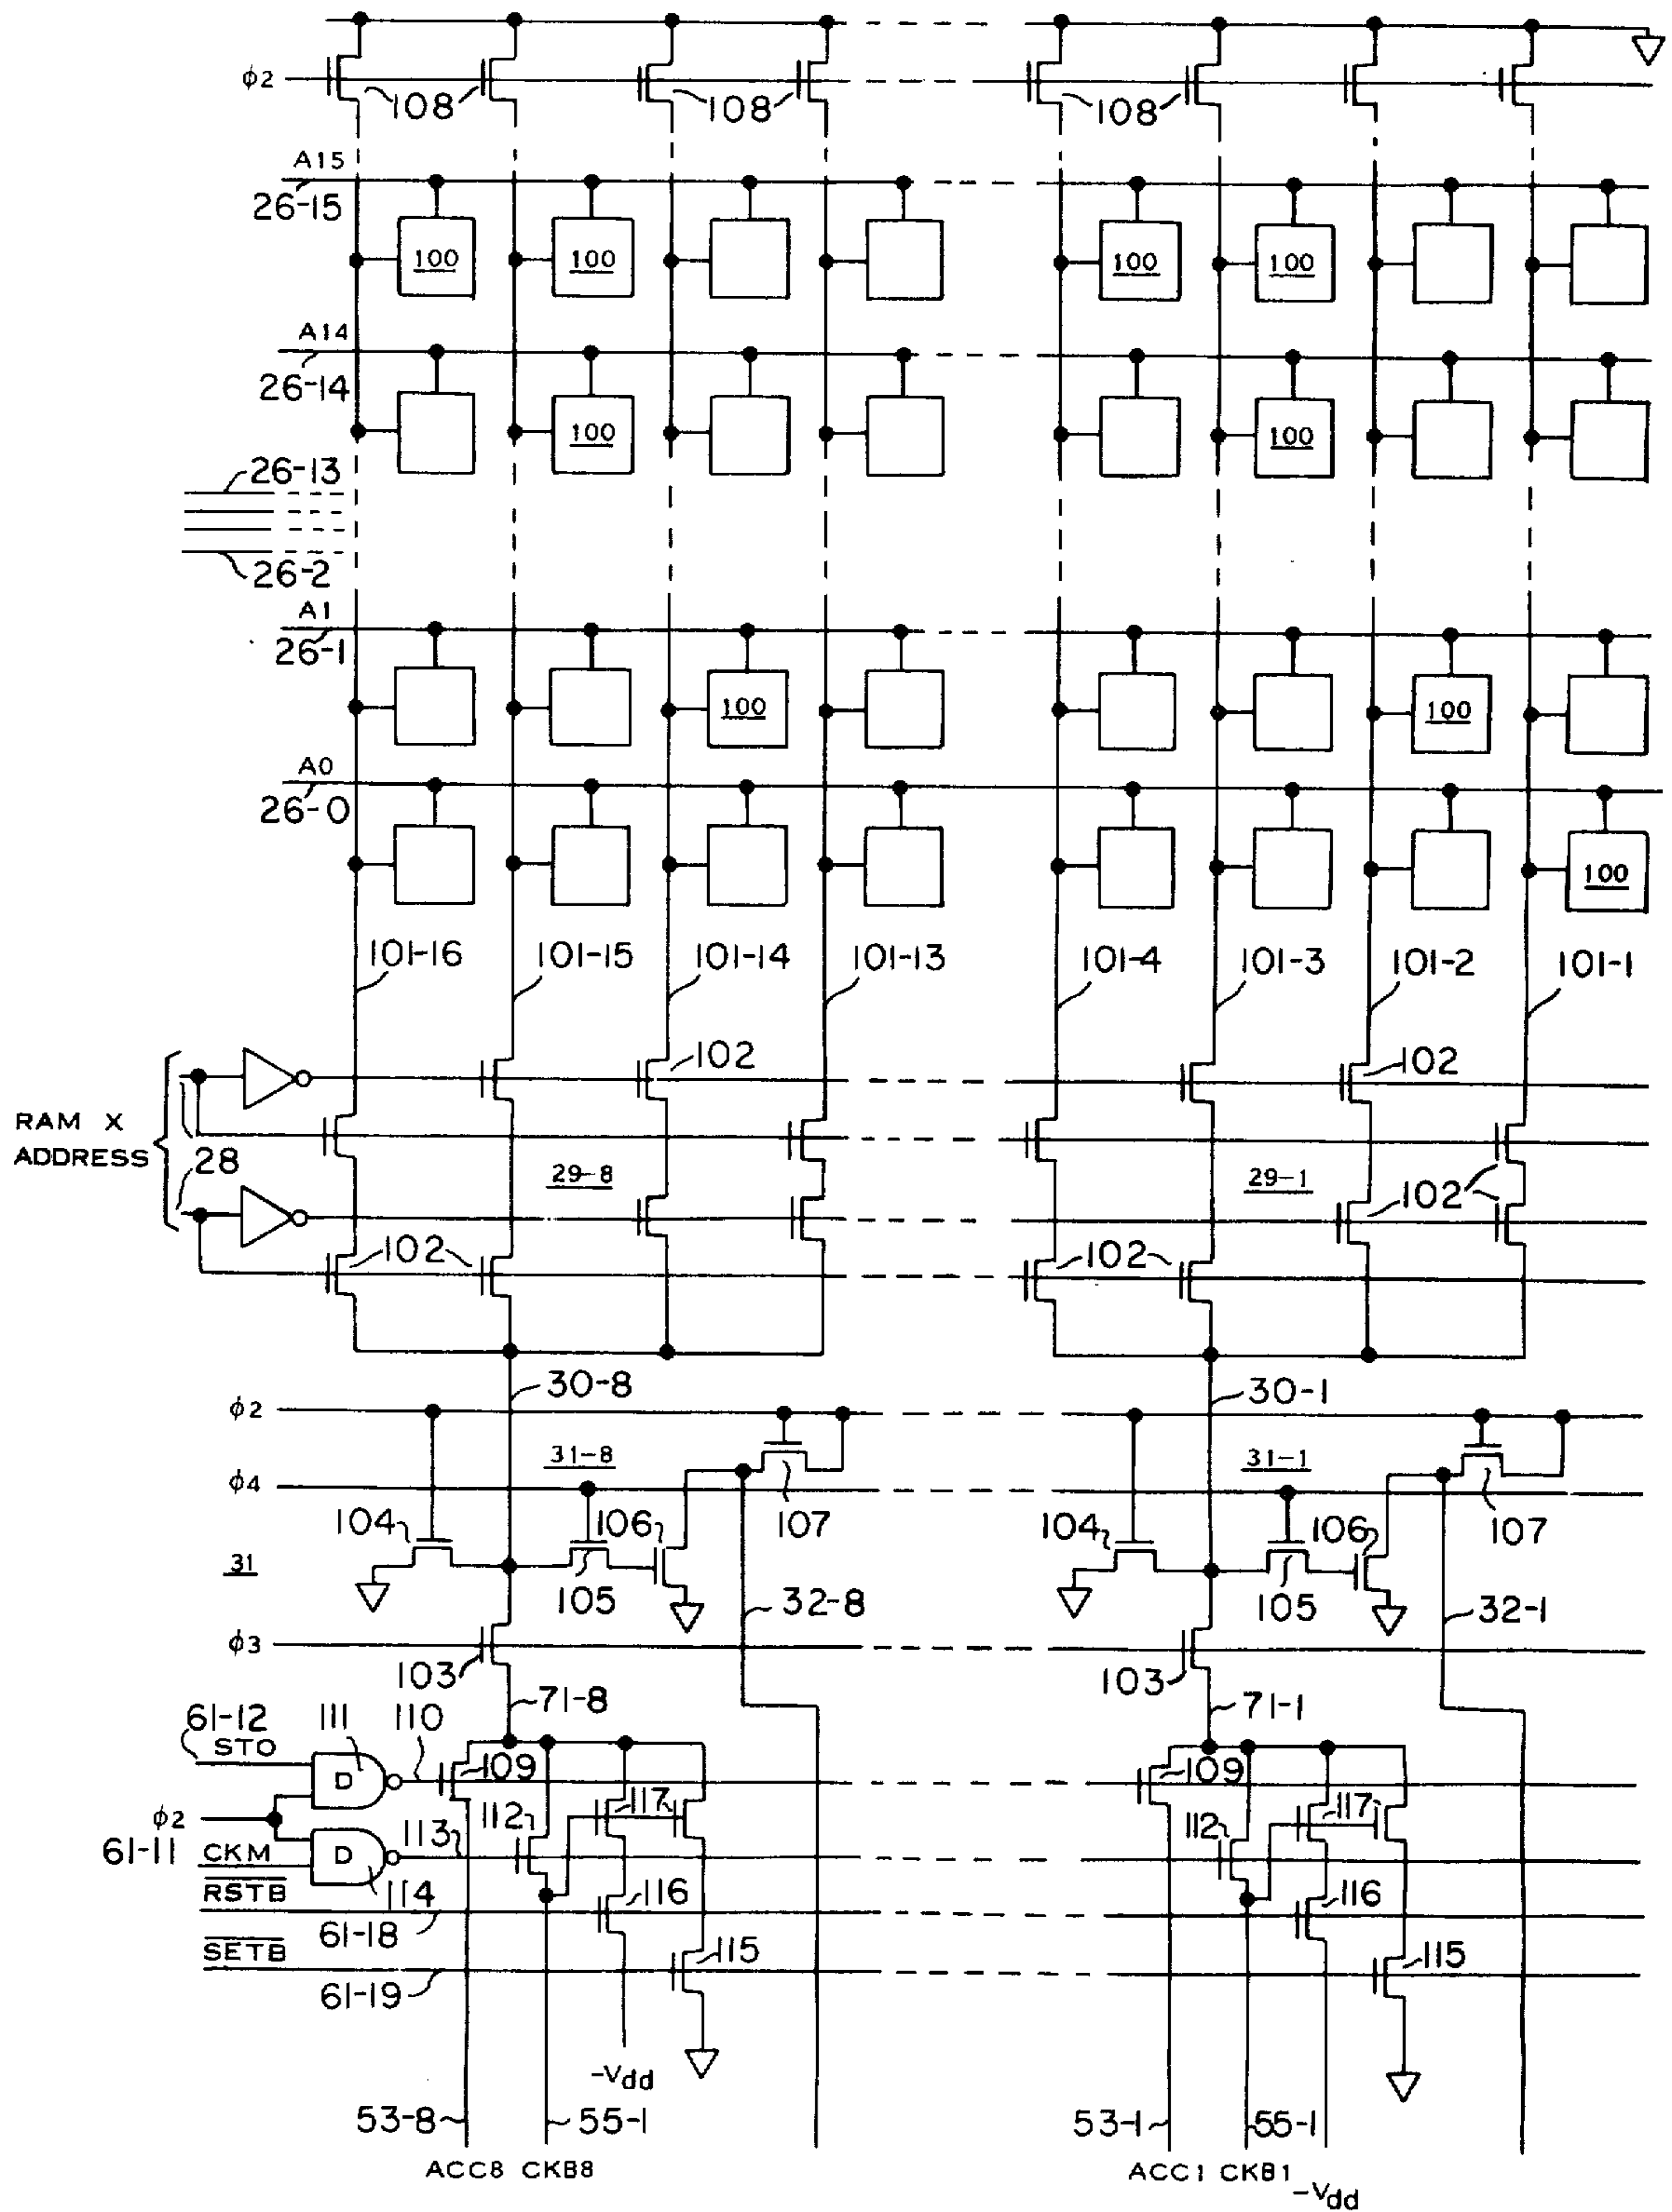 ϕ2
108 108 108 108
A15
26-15
100 100 100 100
A14
26-14
100 100
26-13
26-2
A1
26-1
100 100
A0
26-0
100
101-16 101-15 101-14 101-13 101-4 101-3 101-2 101-1
102 102
RAM X
ADDRESS
28
29-8 29-1
102 102
102 102
30-8 30-1
ϕ2
31-8 31-1
ϕ4
104 106 107 104 106 107
31
105 105
32-8 32-1
ϕ3
103 103
71-8 71-1
61-12 111 110
STO
D
109 109
ϕ2
112 117 112 117
61-11
CKM
D
113
114
R̅S̅T̅B̅
116 116
61-18
S̅E̅T̅B̅
115 115
61-19
-Vdd
53-8 55-1 53-1 55-1
ACC8 CKB8 ACC1 CKB1
-Vdd